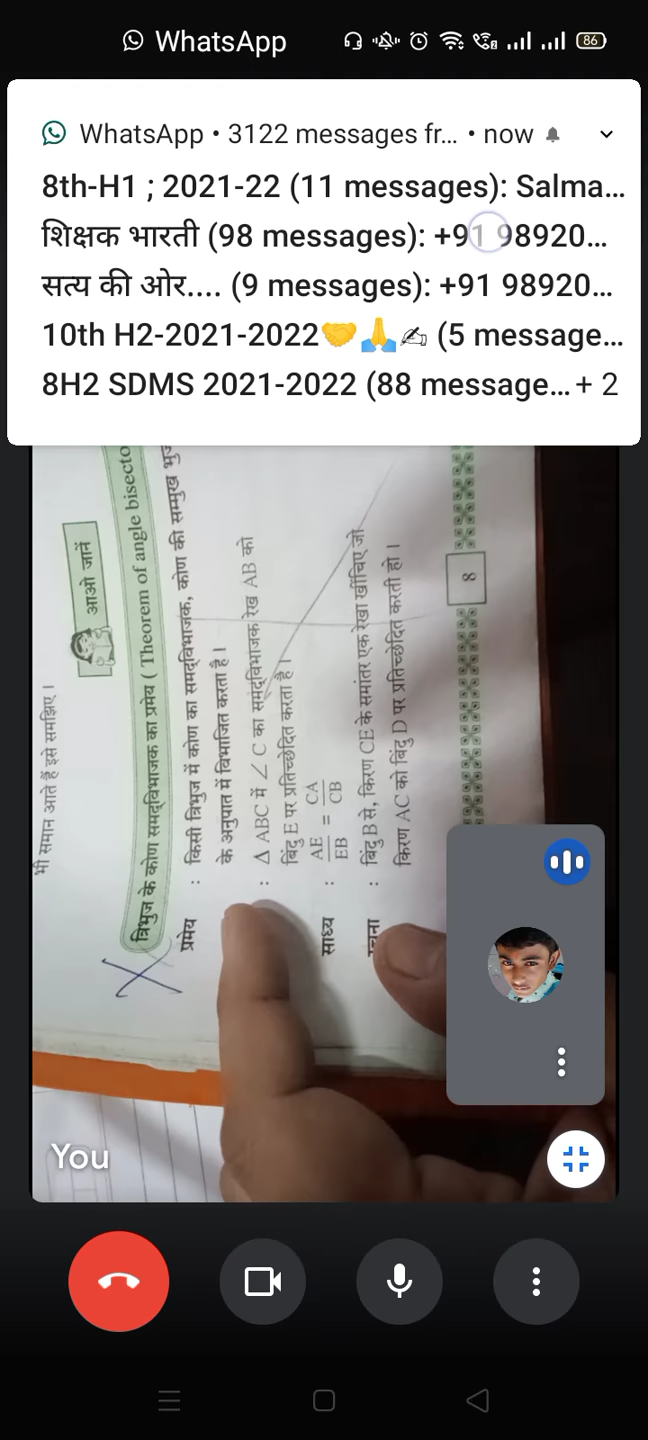 WhatsApp
86
WhatsApp • 3122 messages fr... • now
8th-H1 ; 2021-22 (11 messages): Salma...
शिक्षक भारती (98 messages): +91 98920...
सत्य की ओर.... (9 messages): +91 98920...
10th H2-2021-2022🤝🙏✍ (5 message...
8H2 SDMS 2021-2022 (88 message... + 2
भी समान आते हैं इसे समझिए ।
आओ जानें
त्रिभुज के कोण समद्विभाजक का प्रमेय ( Theorem of angle bisecto
प्रमेय : किसी त्रिभुज में कोण का समद्विभाजक, कोण की सम्मुख
के अनुपात में विभाजित करता है ।
: Δ ABC में ∠ C का समद्विभाजक रेख AB को
बिंदु E पर प्रतिच्छेदित करता है ।
साध्य : AE/EB = CA/CB
रचना : बिंदु B से, किरण CE के समांतर एक रेखा खींचिए जो
किरण AC को बिंदु D पर प्रतिच्छेदित करती हो ।
8
You